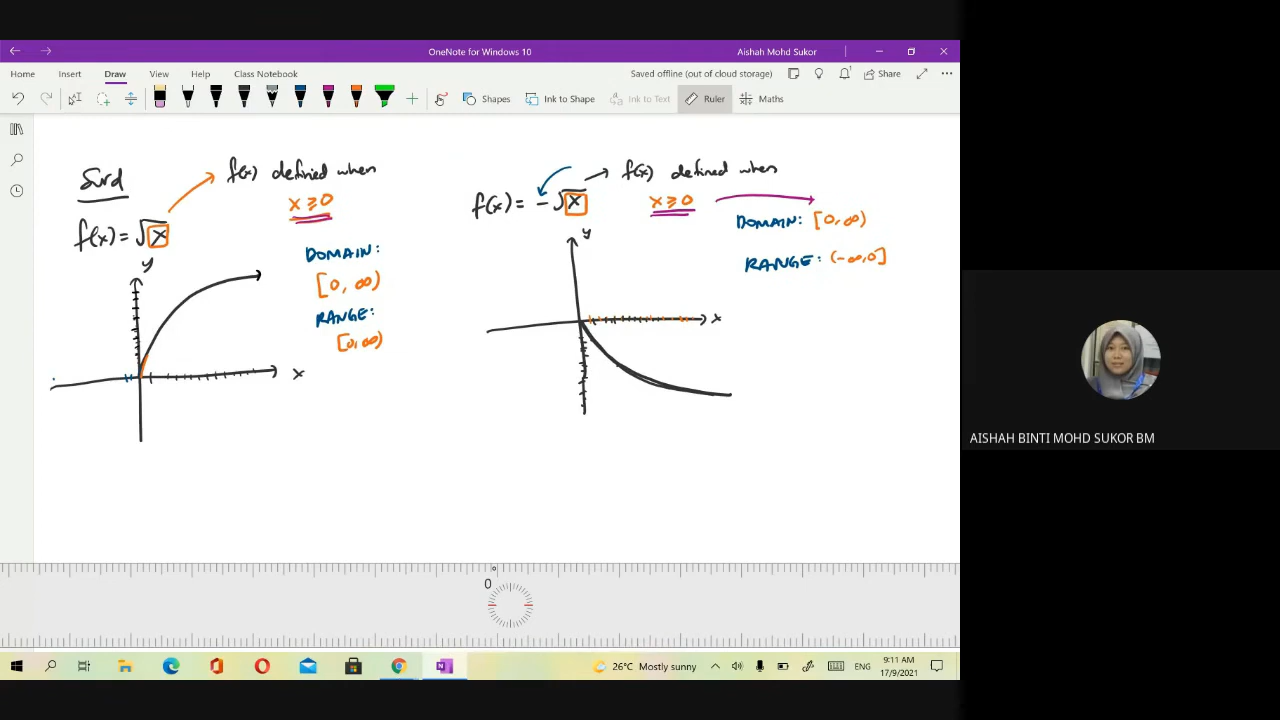 OneNote for Windows 10
Aishah Mohd Sukor
Home Insert Draw View Help Class Notebook
Saved offline (out of cloud storage)
Share
Shapes Ink to Shape Ink to Text Ruler Maths
Surd
f(x) defined when
x ≥ 0
f(x) = √x
DOMAIN:
[0, ∞)
RANGE:
[0, ∞)
y
x
f(x) = -√x
f(x) defined when
x ≥ 0
DOMAIN: [0, ∞)
RANGE: (-∞, 0]
y
x
AISHAH BINTI MOHD SUKOR BM
0
0°
26°C Mostly sunny
ENG
9:11 AM
17/9/2021